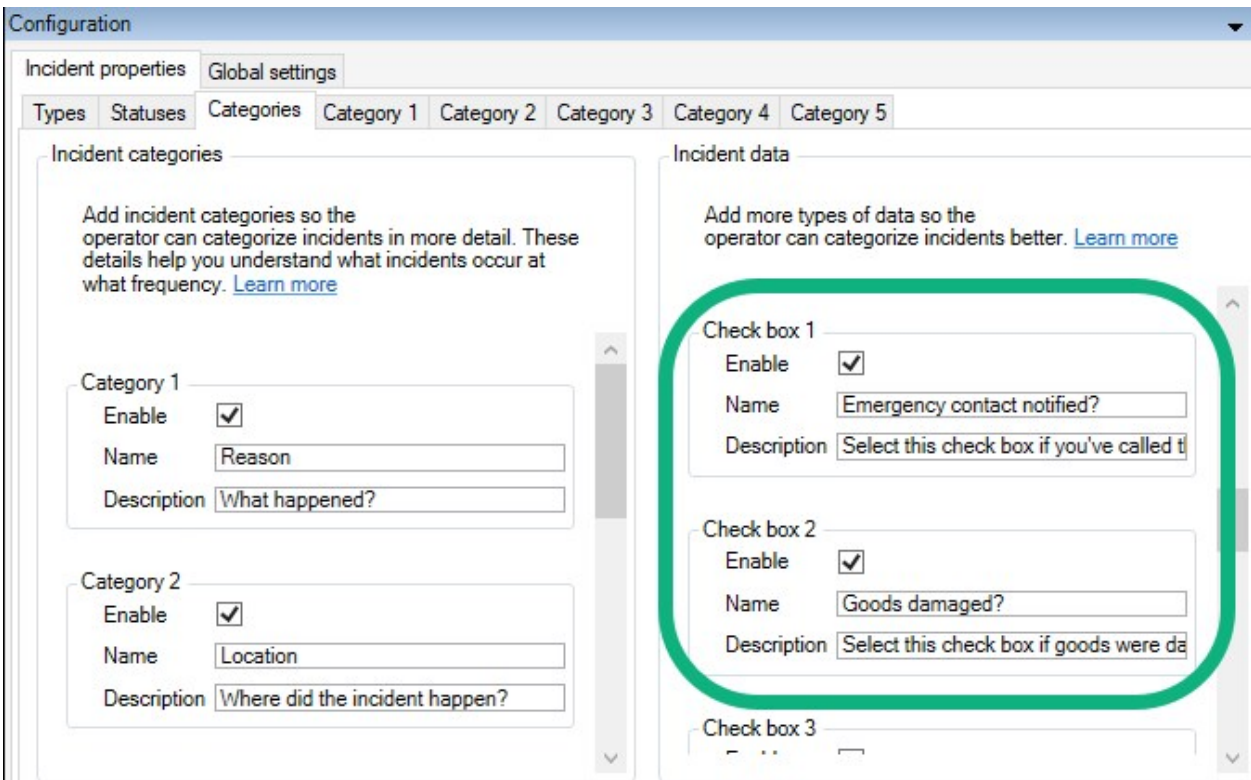 Configuration
Incident properties Global settings
Types Statuses Categories Category 1 Category 2 Category 3 Category 4 Category 5
Incident categories
Add incident categories so the
operator can categorize incidents in more detail. These
details help you understand what incidents occur at
what frequency. Learn more
Category 1
Enable
Name Reason
Description What happened?
Category 2
Enable
Name Location
Description Where did the incident happen?
Incident data
Add more types of data so the
operator can categorize incidents better. Learn more
Check box 1
Enable
Name Emergency contact notified?
Description Select this check box if you've called
Check box 2
Enable
Name Goods damaged?
Description Select this check box if goods were da
Check box 3